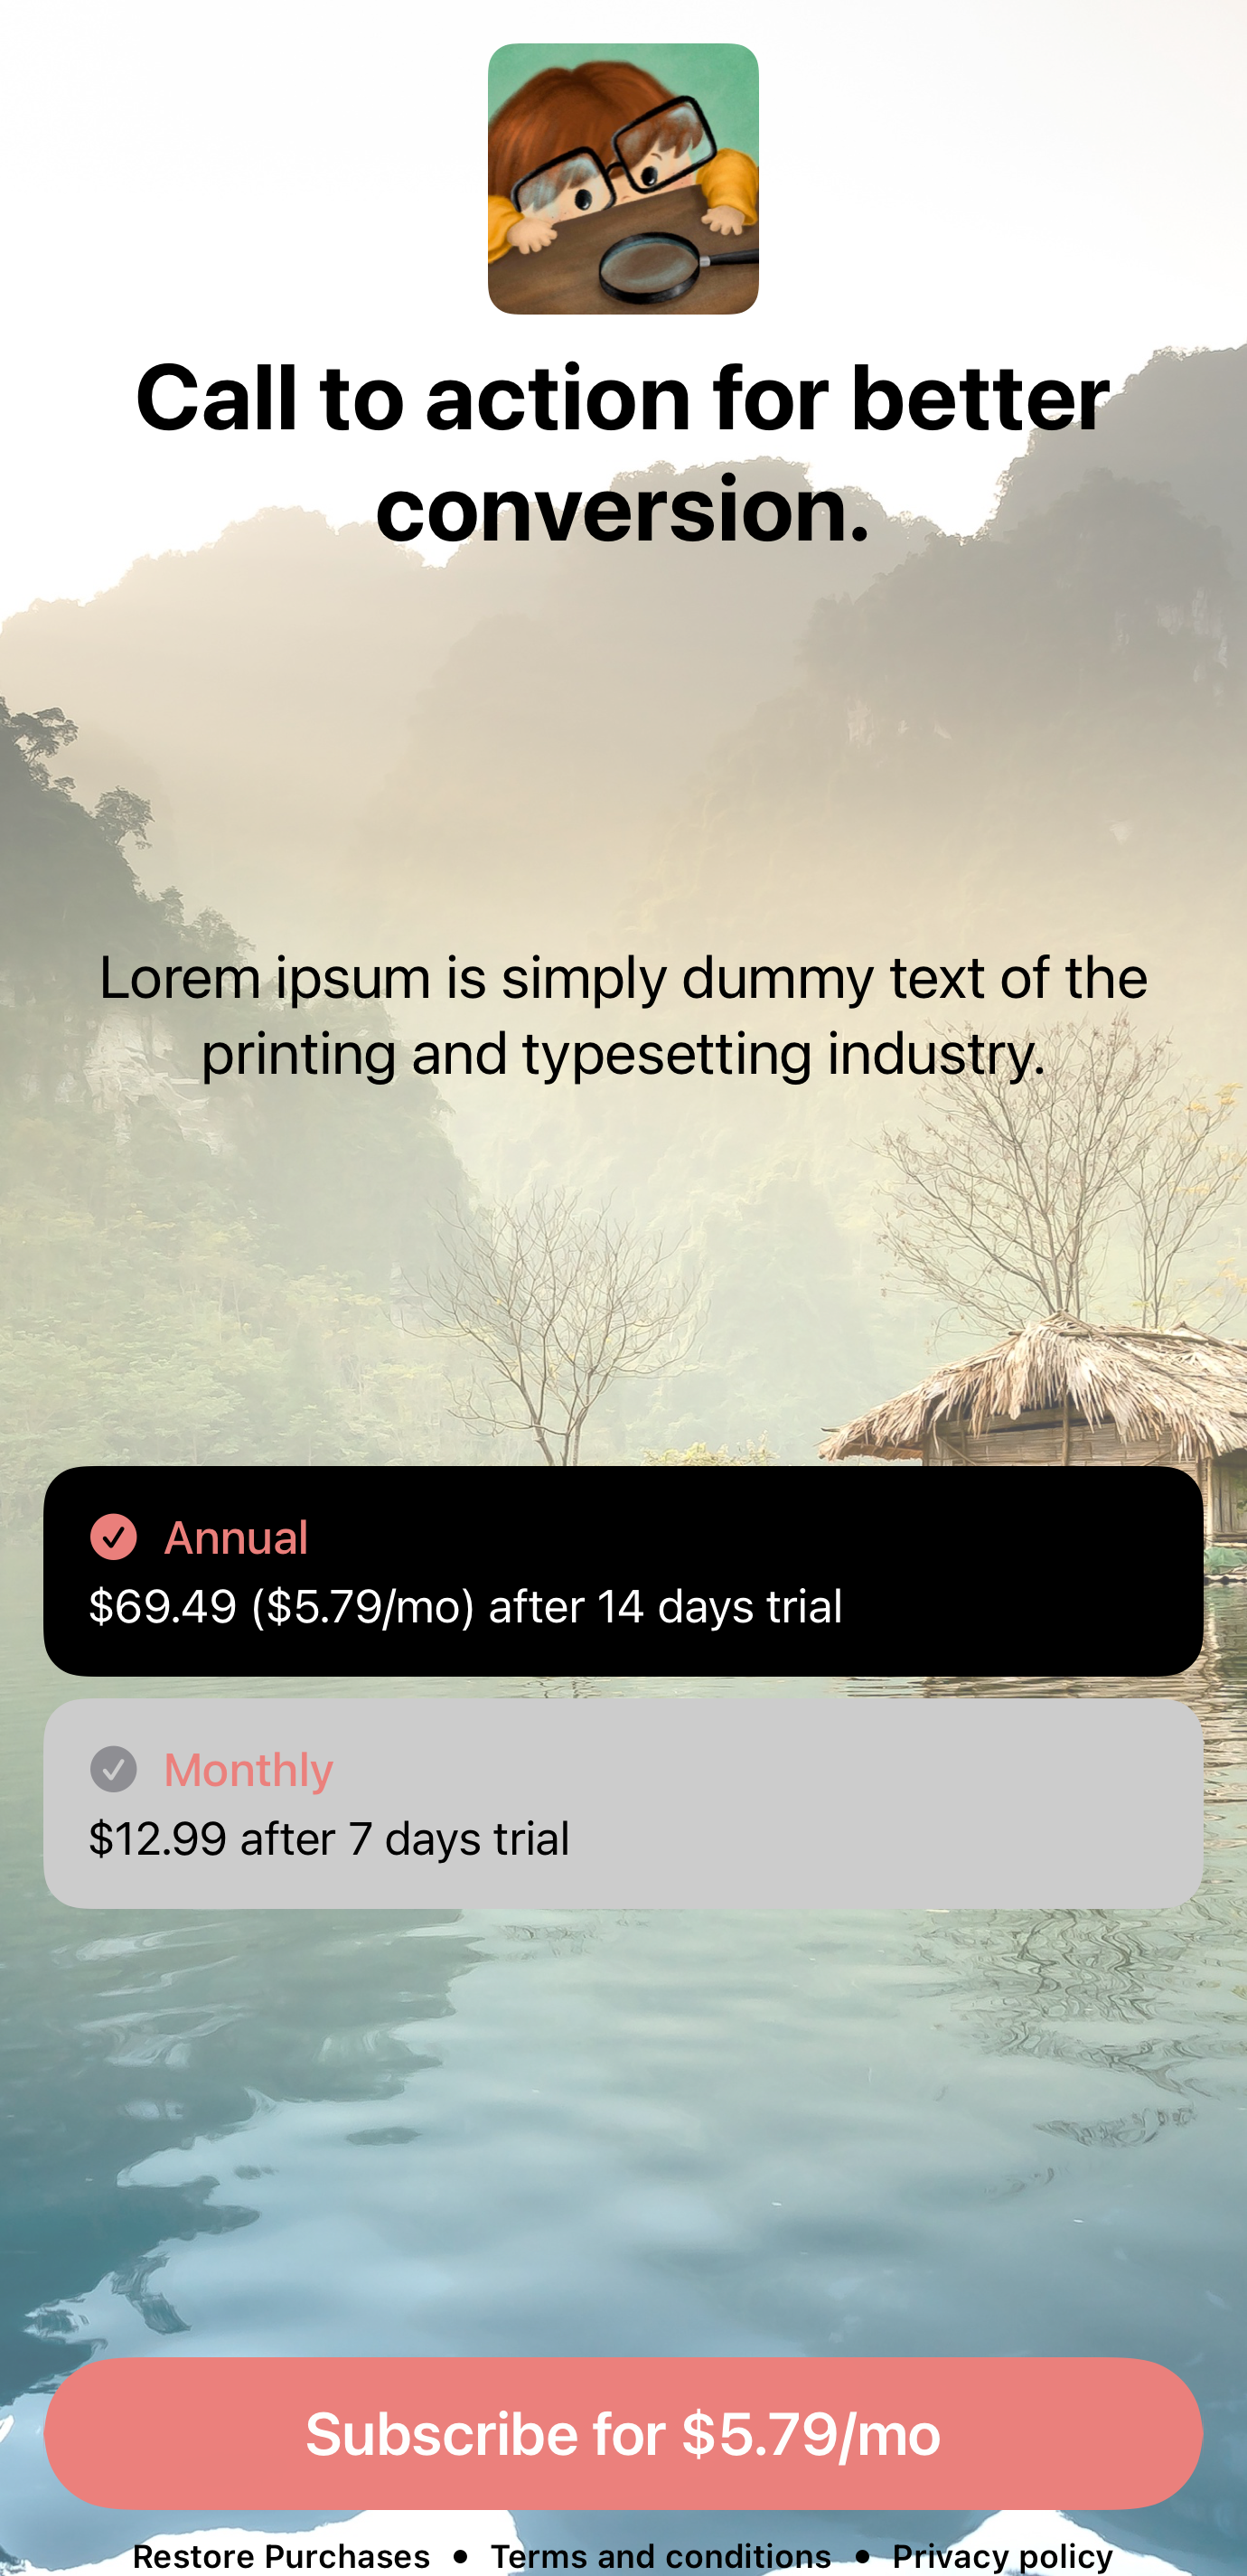 Call to action for better
conversion.
Lorem ipsum is simply dummy text of the
printing and typesetting industry.
Annual
$69.49 ($5.79/mo) after 14 days trial
Monthly
$12.99 after 7 days trial
Subscribe for $5.79/mo
Restore Purchases • Terms and conditions • Privacy policy